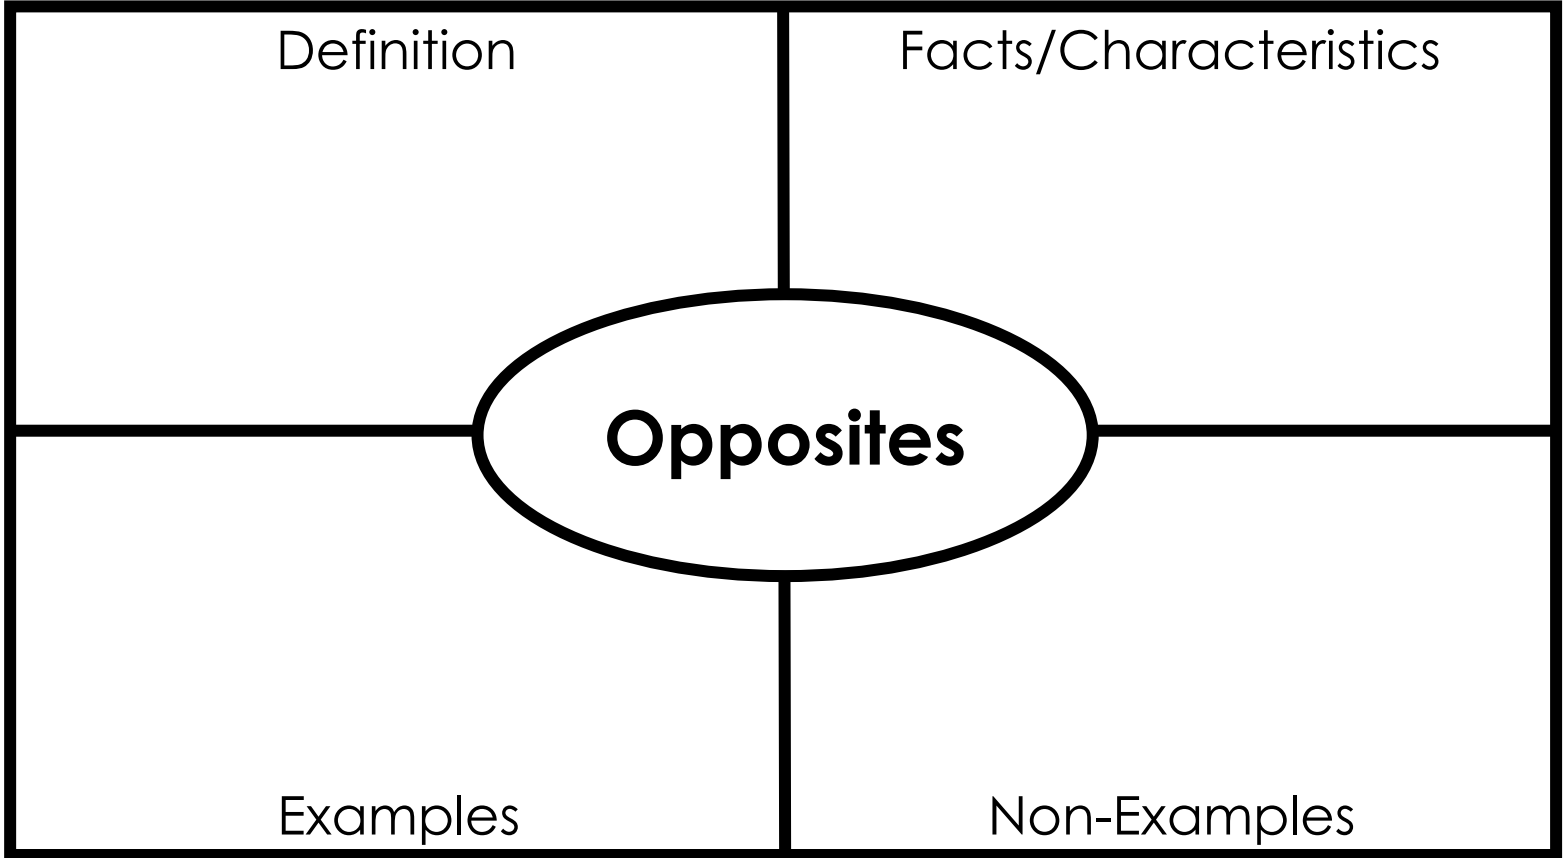 Definition
Facts/Characteristics
Opposites
Examples
Non-Examples